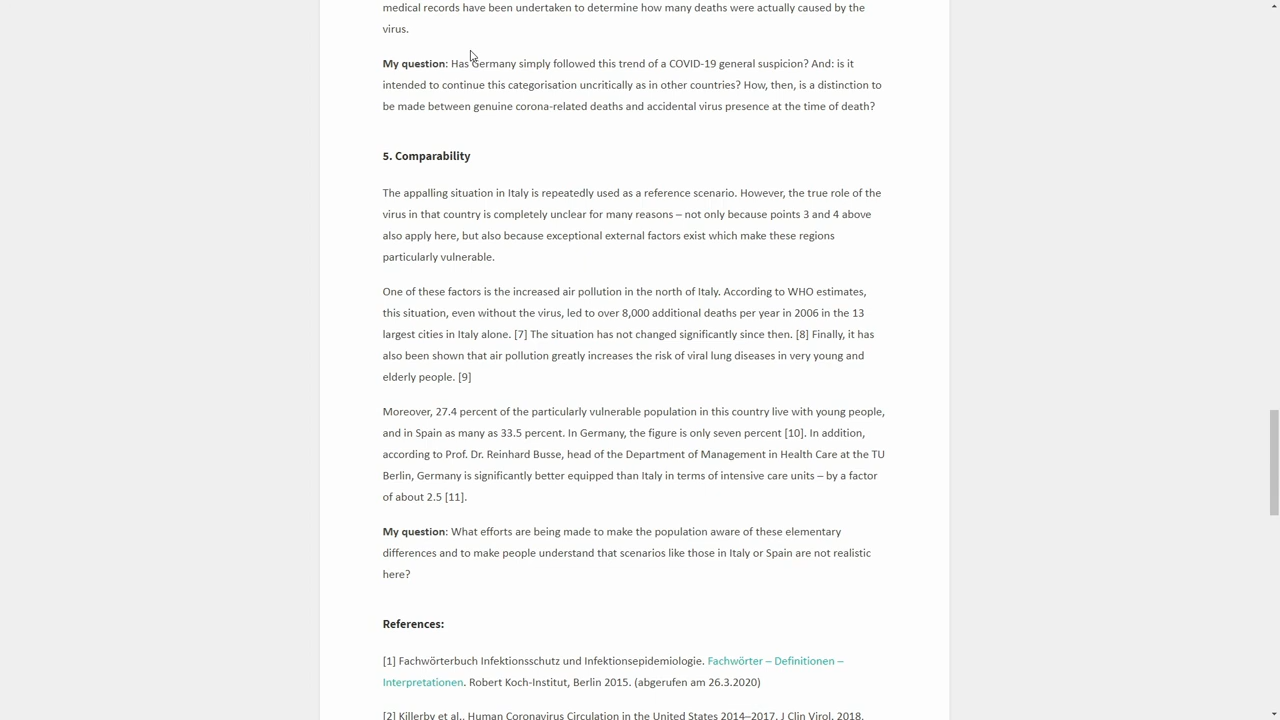 medical records have been undertaken to determine how many deaths were actually caused by the
virus.
My question: Has Germany simply followed this trend of a COVID-19 general suspicion? And: is it
intended to continue this categorisation uncritically as in other countries? How, then, is a distinction to
be made between genuine corona-related deaths and accidental virus presence at the time of death?
5. Comparability
The appalling situation in Italy is repeatedly used as a reference scenario. However, the true role of the
virus in that country is completely unclear for many reasons – not only because points 3 and 4 above
also apply here, but also because exceptional external factors exist which make these regions
particularly vulnerable.
One of these factors is the increased air pollution in the north of Italy. According to WHO estimates,
this situation, even without the virus, led to over 8,000 additional deaths per year in 2006 in the 13
largest cities in Italy alone. [7] The situation has not changed significantly since then. [8] Finally, it has
also been shown that air pollution greatly increases the risk of viral lung diseases in very young and
elderly people. [9]
Moreover, 27.4 percent of the particularly vulnerable population in this country live with young people,
and in Spain as many as 33.5 percent. In Germany, the figure is only seven percent [10]. In addition,
according to Prof. Dr. Reinhard Busse, head of the Department of Management in Health Care at the TU
Berlin, Germany is significantly better equipped than Italy in terms of intensive care units – by a factor
of about 2.5 [11].
My question: What efforts are being made to make the population aware of these elementary
differences and to make people understand that scenarios like those in Italy or Spain are not realistic
here?
References:
[1] Fachwörterbuch Infektionsschutz und Infektionsepidemiologie. Fachwörter – Definitionen –
Interpretationen. Robert Koch-Institut, Berlin 2015. (abgerufen am 26.3.2020)
[2] Killerby et al., Human Coronavirus Circulation in the United States 2014–2017. J Clin Virol. 2018,